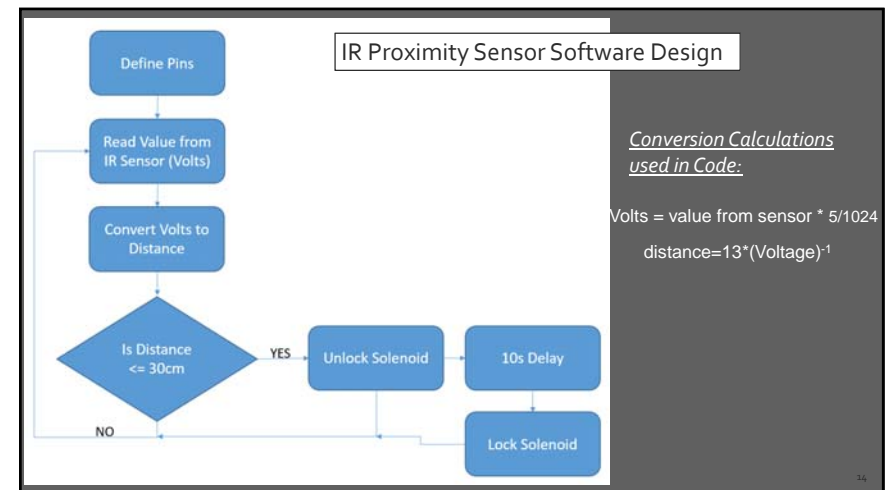 IR Proximity Sensor Software Design
Define Pins
Read Value from
IR Sensor (Volts)
Convert Volts to
Distance
Is Distance
<= 30cm
YES
Unlock Solenoid
10s Delay
NO
Lock Solenoid
Conversion Calculations
used in Code:
Volts = value from sensor * 5/1024
distance=13*(Voltage)⁻¹
14